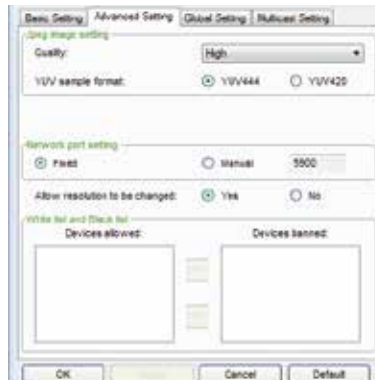 Basic Setting Advanced Setting Global Setting Multicast Setting
Jpeg image setting
Quality: High
YUV sample format: YUV444 YUV420
Network port setting
Fixed Manual 5900
Allow resolution to be changed: Yes No
White list and Black list
Devices allowed: Devices banned:
OK Cancel Default